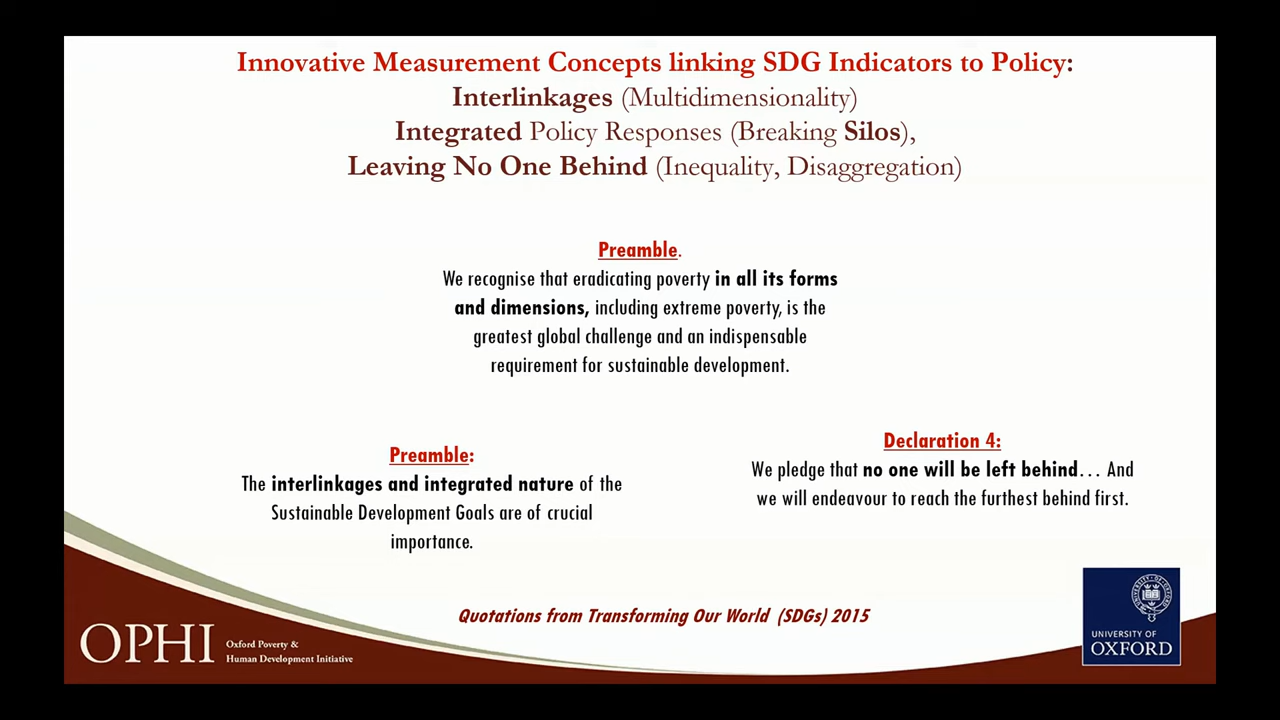 Innovative Measurement Concepts linking SDG Indicators to Policy:
Interlinkages (Multidimensionality)
Integrated Policy Responses (Breaking Silos),
Leaving No One Behind (Inequality, Disaggregation)
Preamble.
We recognise that eradicating poverty in all its forms
and dimensions, including extreme poverty, is the
greatest global challenge and an indispensable
requirement for sustainable development.
Preamble:
The interlinkages and integrated nature of the
Sustainable Development Goals are of crucial
importance.
Declaration 4:
We pledge that no one will be left behind… And
we will endeavour to reach the furthest behind first.
Quotations from Transforming Our World (SDGs) 2015
OPHI
Oxford Poverty &
Human Development Initiative
UNIVERSITY OF
OXFORD